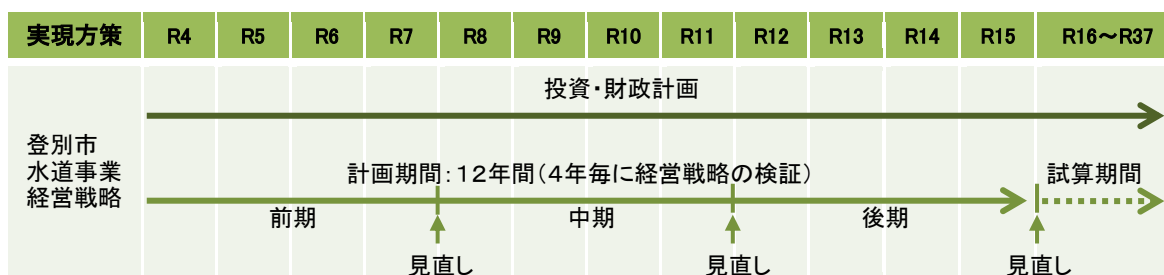 実現方策 R4 R5 R6 R7 R8 R9 R10 R11 R12 R13 R14 R15 R16～R37
投資・財政計画
登別市
水道事業
経営戦略
計画期間：１２年間（４年毎に経営戦略の検証）
試算期間
前期 中期 後期
見直し 見直し 見直し